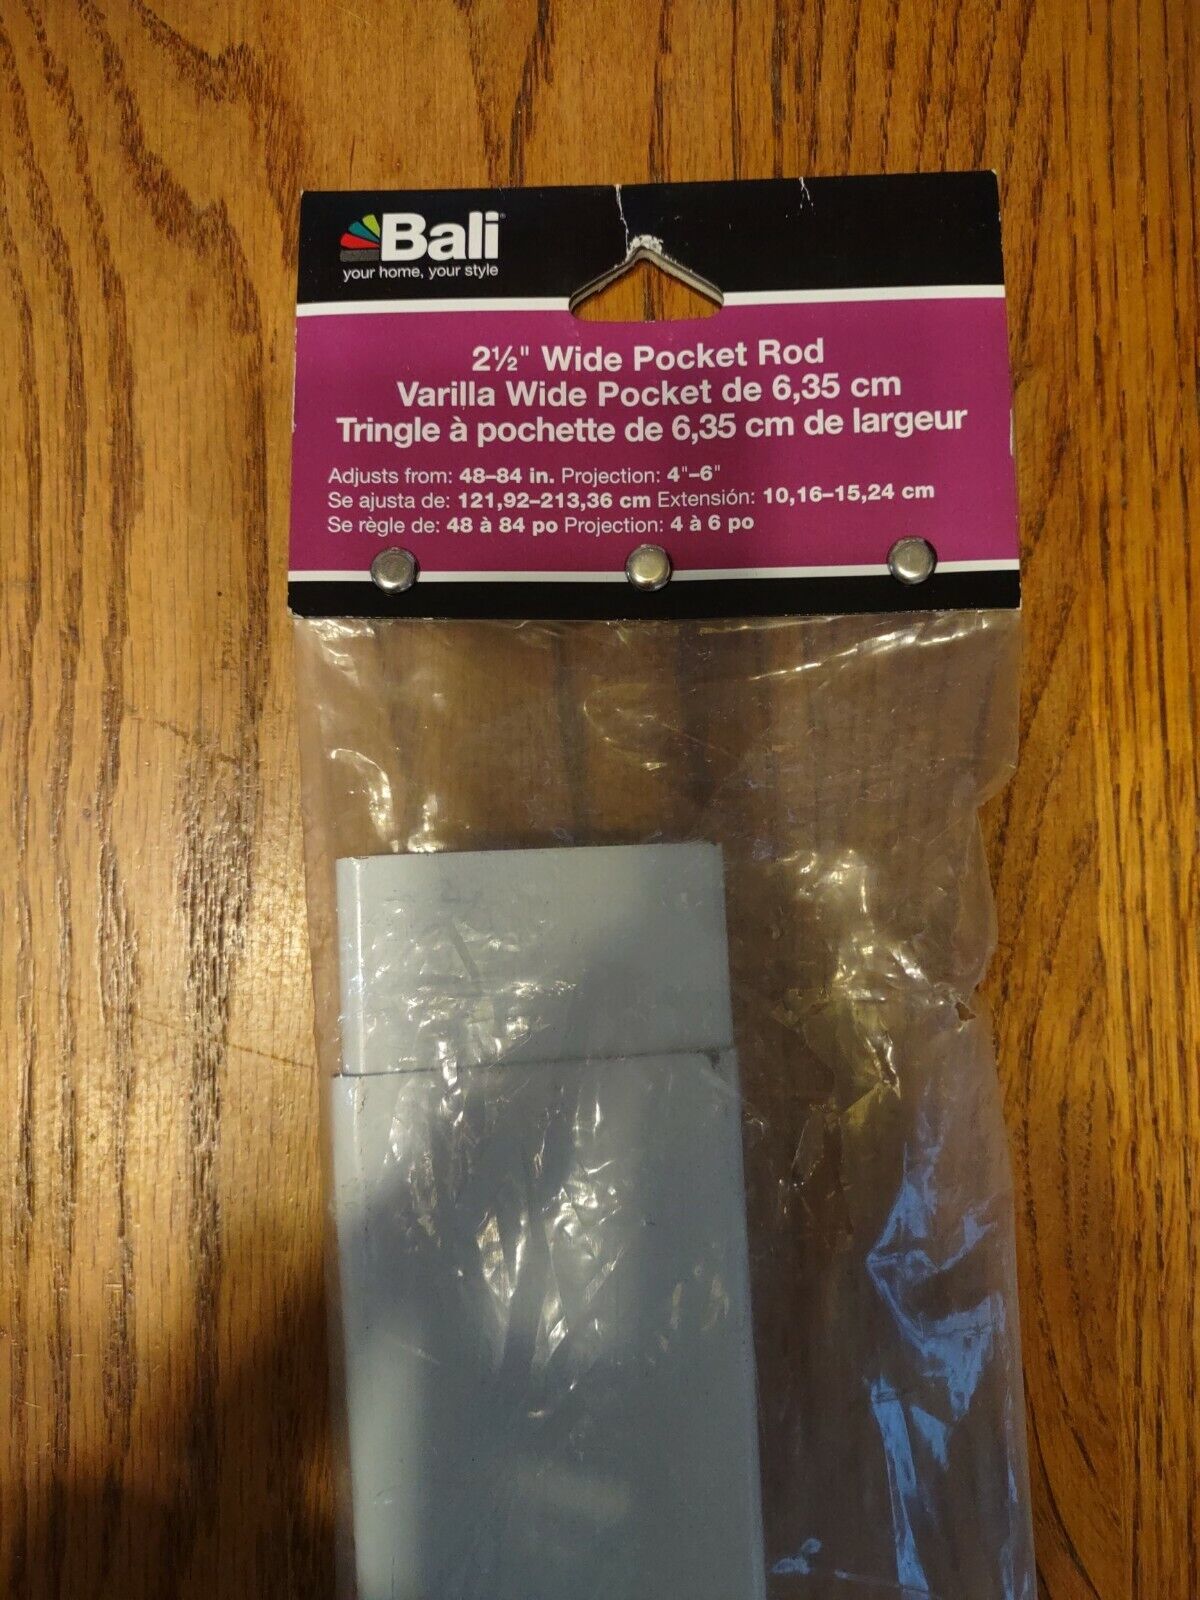 Bali®
your home, your style
2½" Wide Pocket Rod
Varilla Wide Pocket de 6,35 cm
Tringle à pochette de 6,35 cm de largeur
Adjusts from: 48–84 in. Projection: 4"–6"
Se ajusta de: 121,92–213,36 cm Extensión: 10,16–15,24 cm
Se règle de: 48 à 84 po Projection: 4 à 6 po